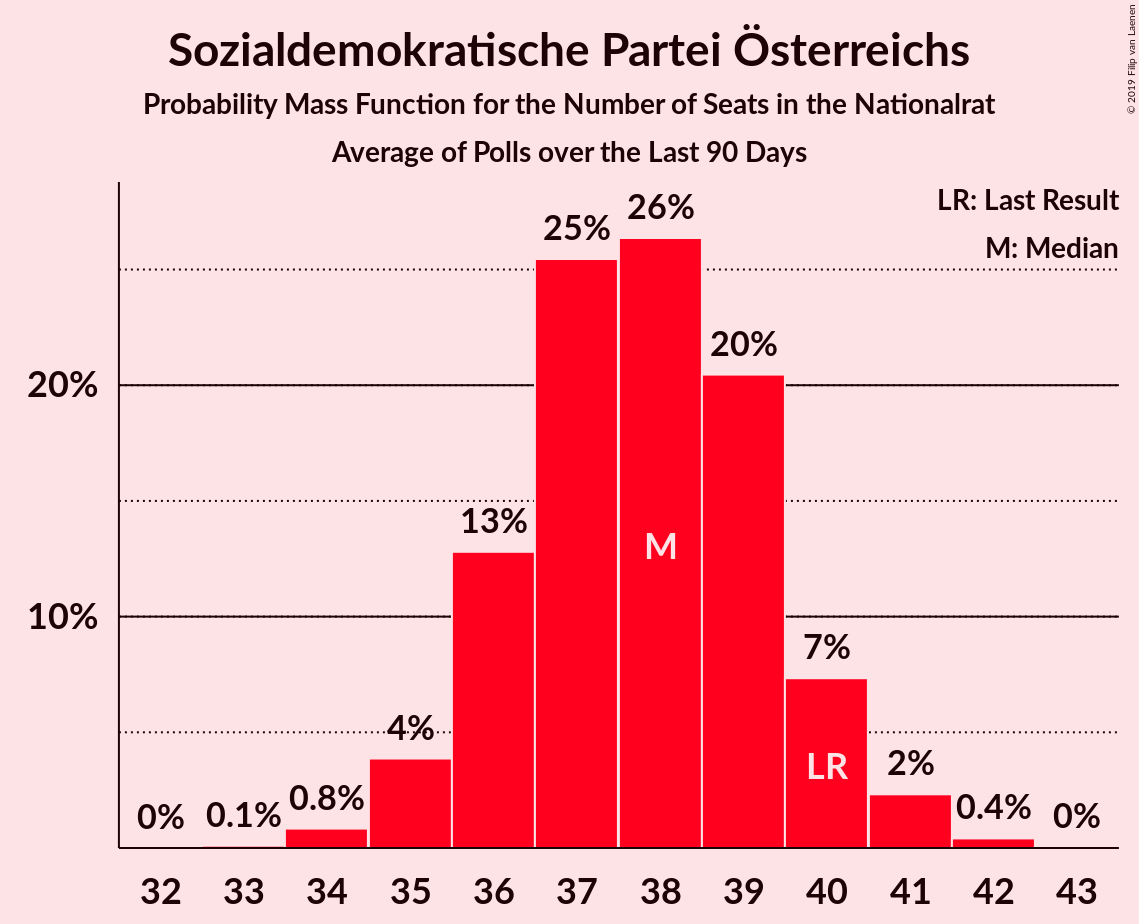 Sozialdemokratische Partei Österreichs
Probability Mass Function for the Number of Seats in the Nationalrat
Average of Polls over the Last 90 Days
© 2019 Filip van Laenen
LR: Last Result
M: Median
26%
25%
20%
20%
13%
M
10%
7%
4%
LR
2%
0.8%
0.4%
0.1%
0%
0%
32 33 34 35 36 37 38 39 40 41 42 43